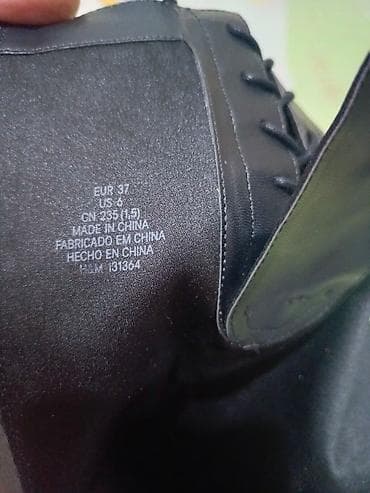 EUR 37
US 6
CN 235 (1,5)
MADE IN CHINA
FABRICADO EM CHINA
HECHO EN CHINA
H&M 131364